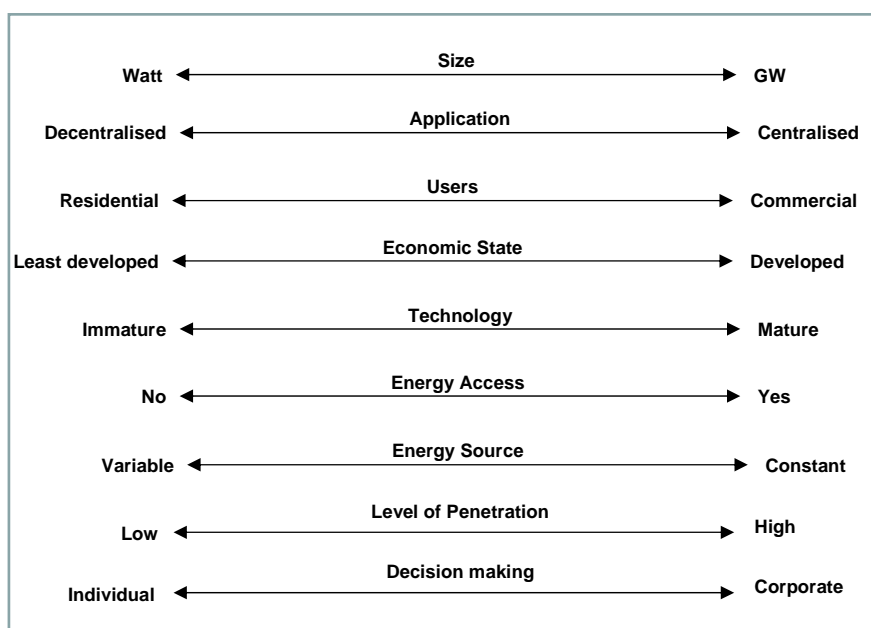 Size
Watt GW
Application
Decentralised Centralised
Users
Residential Commercial
Economic State
Least developed Developed
Technology
Immature Mature
Energy Access
No Yes
Energy Source
Variable Constant
Level of Penetration
Low High
Decision making
Individual Corporate